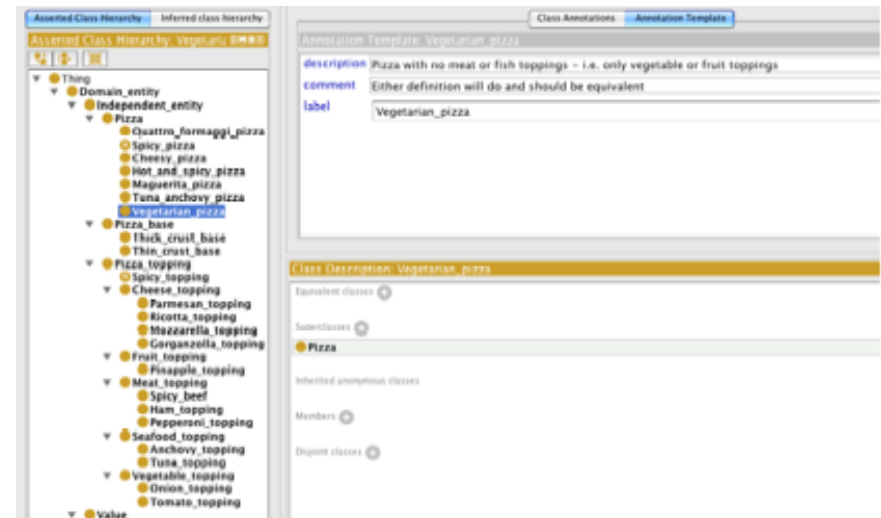 Asserted Class Hierarchy Inferred class hierarchy
Asserted Class Hierarchy: Vegetaria
Thing
Domain_entity
Independent_entity
Pizza
Quattro_formaggi_pizza
Spicy_pizza
Cheesy_pizza
Hot_and_spicy_pizza
Maguerita_pizza
Tuna_anchovy_pizza
Vegetarian_pizza
Pizza_base
Thick_crust_base
Thin_crust_base
Pizza_topping
Spicy_topping
Cheese_topping
Parmesan_topping
Ricotta_topping
Mozzarella_topping
Gorganzolla_topping
Fruit_topping
Pinapple_topping
Meat_topping
Spicy_beef
Ham_topping
Pepperoni_topping
Seafood_topping
Anchovy_topping
Tuna_topping
Vegetable_topping
Onion_topping
Tomato_topping
Value
Class Annotations Annotation Template
Annotation Template: Vegetarian_pizza
description Pizza with no meat or fish toppings – i.e. only vegetable or fruit toppings
comment Either definition will do and should be equivalent
label Vegetarian_pizza
Class Description: Vegetarian_pizza
Equivalent classes
Superclasses
Pizza
Inherited anonymous classes
Members
Disjoint classes